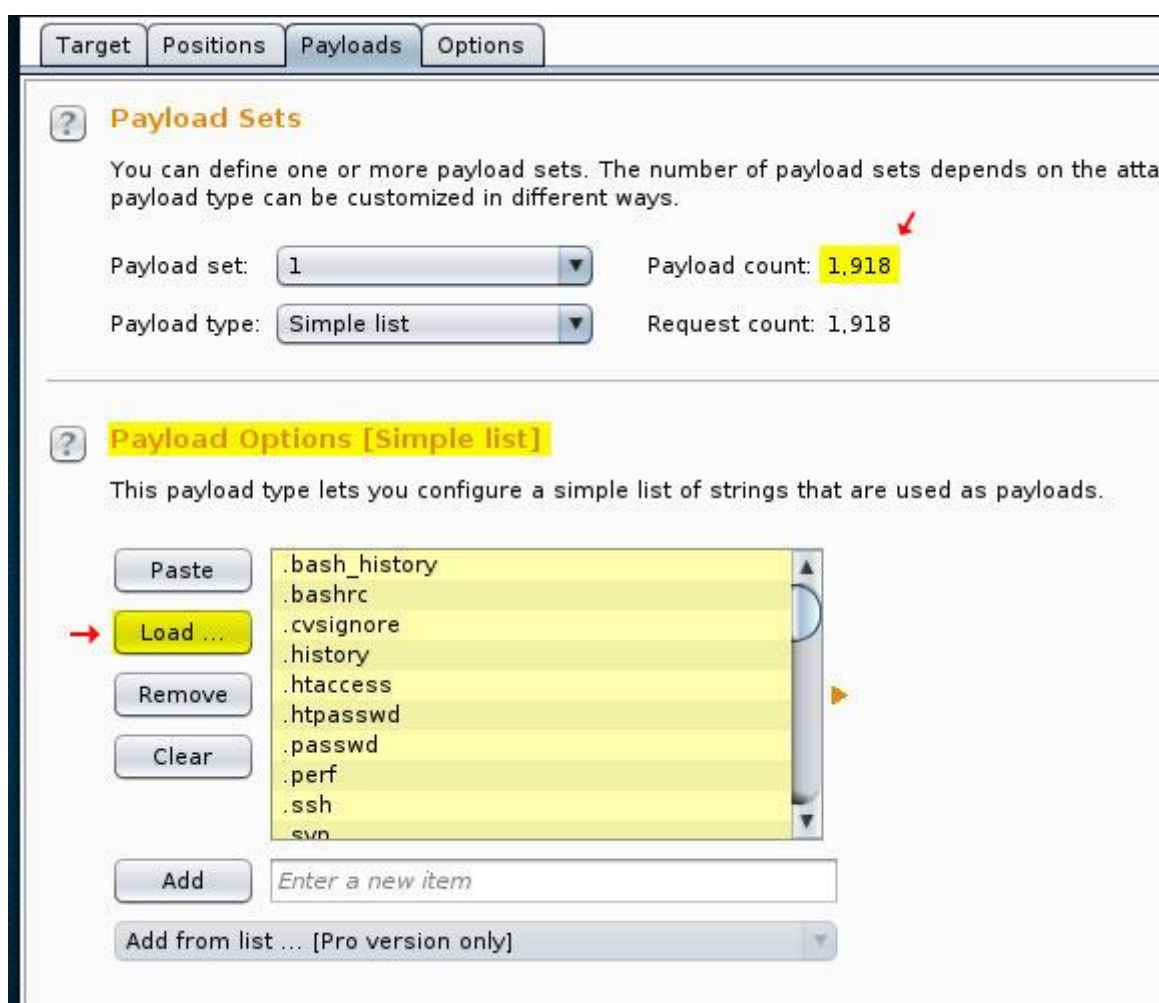 Target Positions Payloads Options
? Payload Sets
You can define one or more payload sets. The number of payload sets depends on the atta
payload type can be customized in different ways.
Payload set: 1 Payload count: 1,918
Payload type: Simple list Request count: 1,918
? Payload Options [Simple list]
This payload type lets you configure a simple list of strings that are used as payloads.
Paste
Load ...
Remove
Clear
.bash_history
.bashrc
.cvsignore
.history
.htaccess
.htpasswd
.passwd
.perf
.ssh
.svn
Add Enter a new item
Add from list ... [Pro version only]